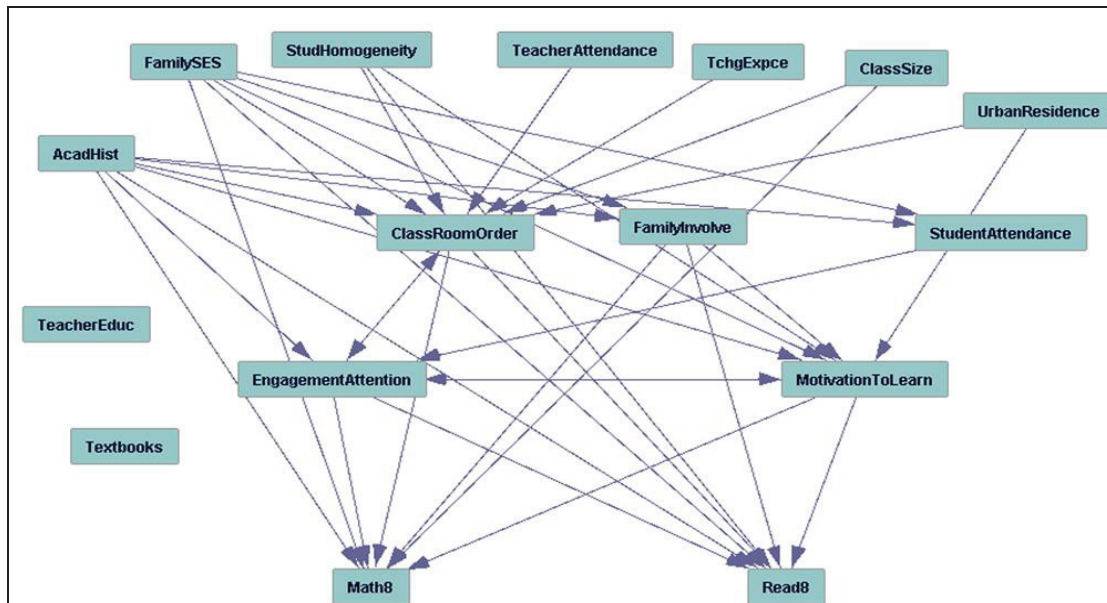 FamilySES
StudHomogeneity
TeacherAttendance
TchgExpce
ClassSize
UrbanResidence
AcadHist
ClassRoomOrder
FamilyInvolve
StudentAttendance
TeacherEduc
EngagementAttention
MotivationToLearn
Textbooks
Math8
Read8